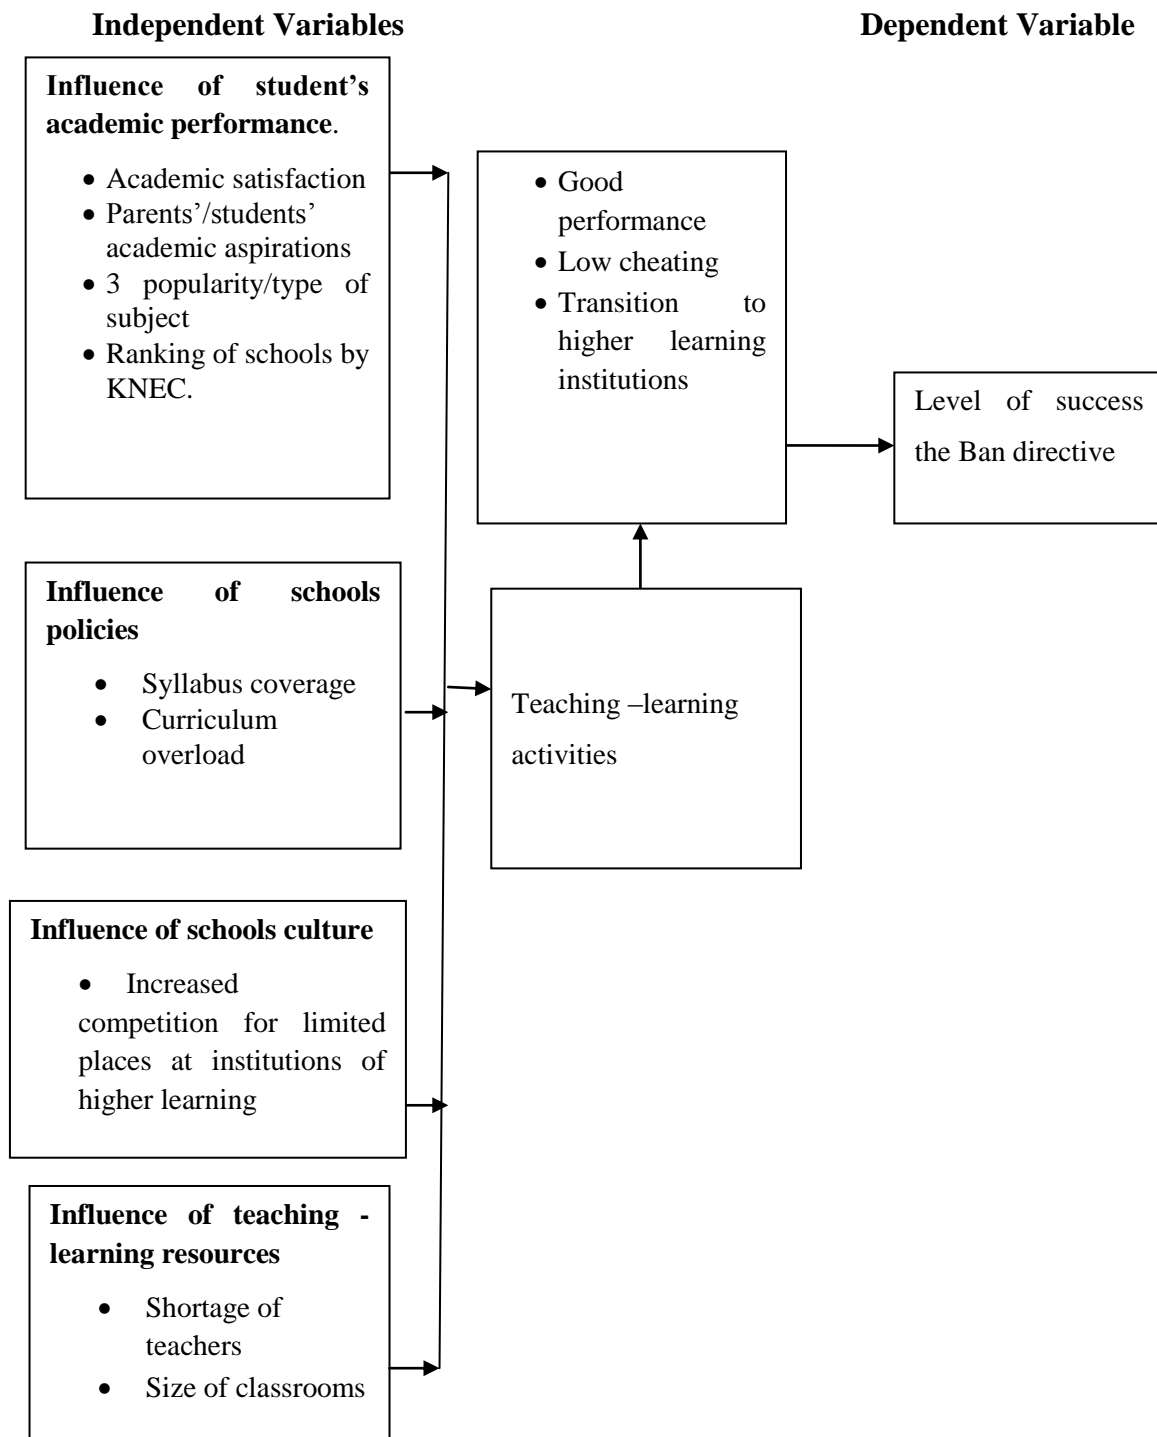 Independent Variables
Dependent Variable
Influence of student’s
academic performance.
• Academic satisfaction
• Parents’/students’
academic aspirations
• 3 popularity/type of
subject
• Ranking of schools by
KNEC.
• Good
performance
• Low cheating
• Transition to
higher learning
institutions
Level of success
the Ban directive
Influence of schools
policies
• Syllabus coverage
• Curriculum
overload
Teaching –learning
activities
Influence of schools culture
• Increased
competition for limited
places at institutions of
higher learning
Influence of teaching -
learning resources
• Shortage of
teachers
• Size of classrooms